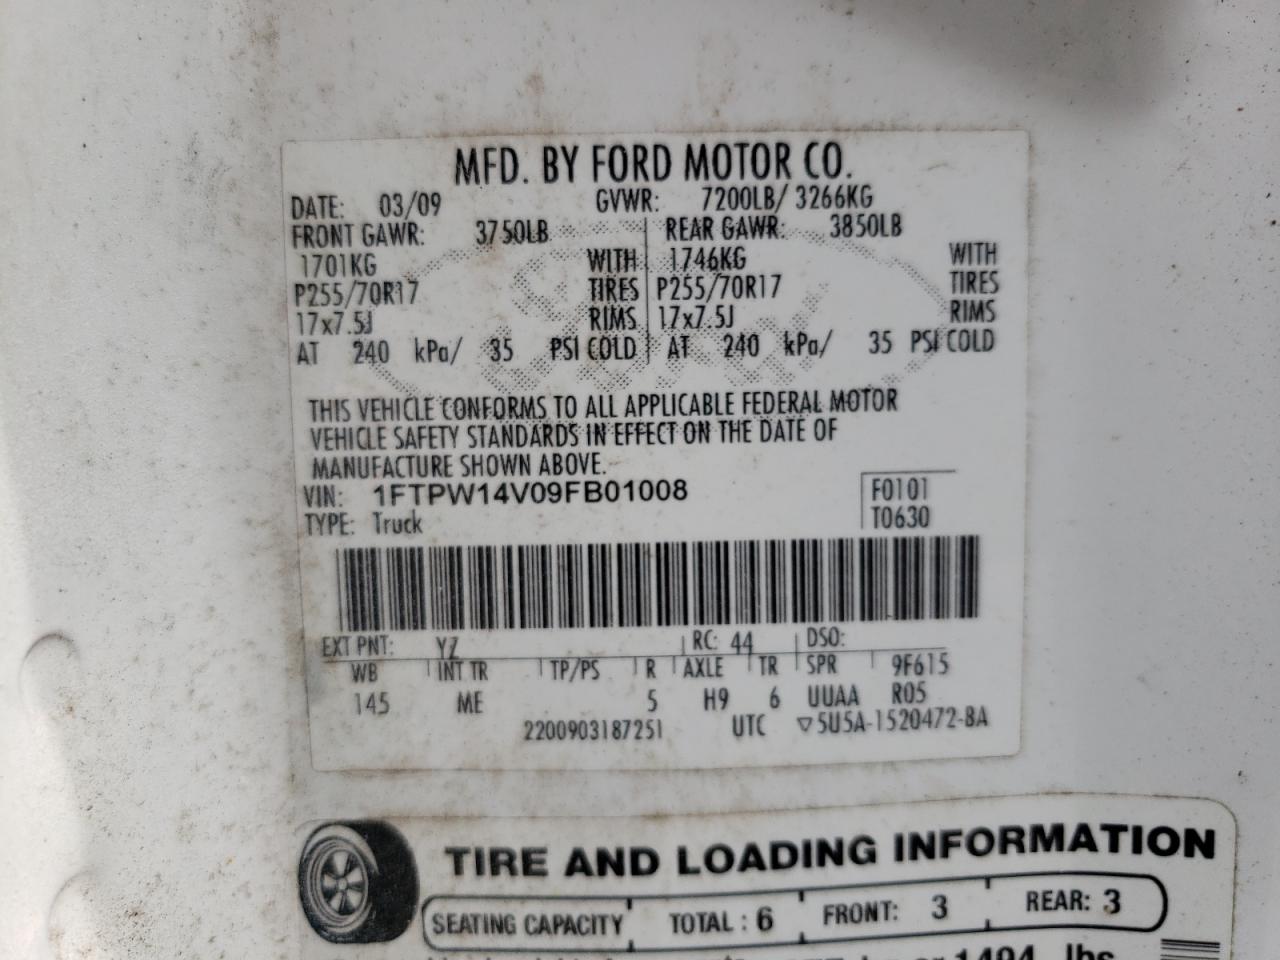 MFD. BY FORD MOTOR CO.
DATE: 03/09 GVWR: 7200LB/ 3266KG
FRONT GAWR: 3750LB REAR GAWR: 3850LB
1701KG WITH 1746KG WITH
P255/70R17 TIRES P255/70R17 TIRES
17x7.5J RIMS 17x7.5J RIMS
AT 240 kPa/ 35 PSI COLD AT 240 kPa/ 35 PSI COLD
THIS VEHICLE CONFORMS TO ALL APPLICABLE FEDERAL MOTOR
VEHICLE SAFETY STANDARDS IN EFFECT ON THE DATE OF
MANUFACTURE SHOWN ABOVE.
VIN: 1FTPW14V09FB01008 F0101
TYPE: Truck T0630
EXT PNT: YZ RC: 44 DSO:
WB INT TR TP/PS R AXLE TR SPR 9F615
145 ME 5 H9 6 UUAA R05
2200903187251 UTC ▽5U5A-1520472-BA
TIRE AND LOADING INFORMATION
SEATING CAPACITY TOTAL : 6 FRONT: 3 REAR: 3
or 1494 lbs